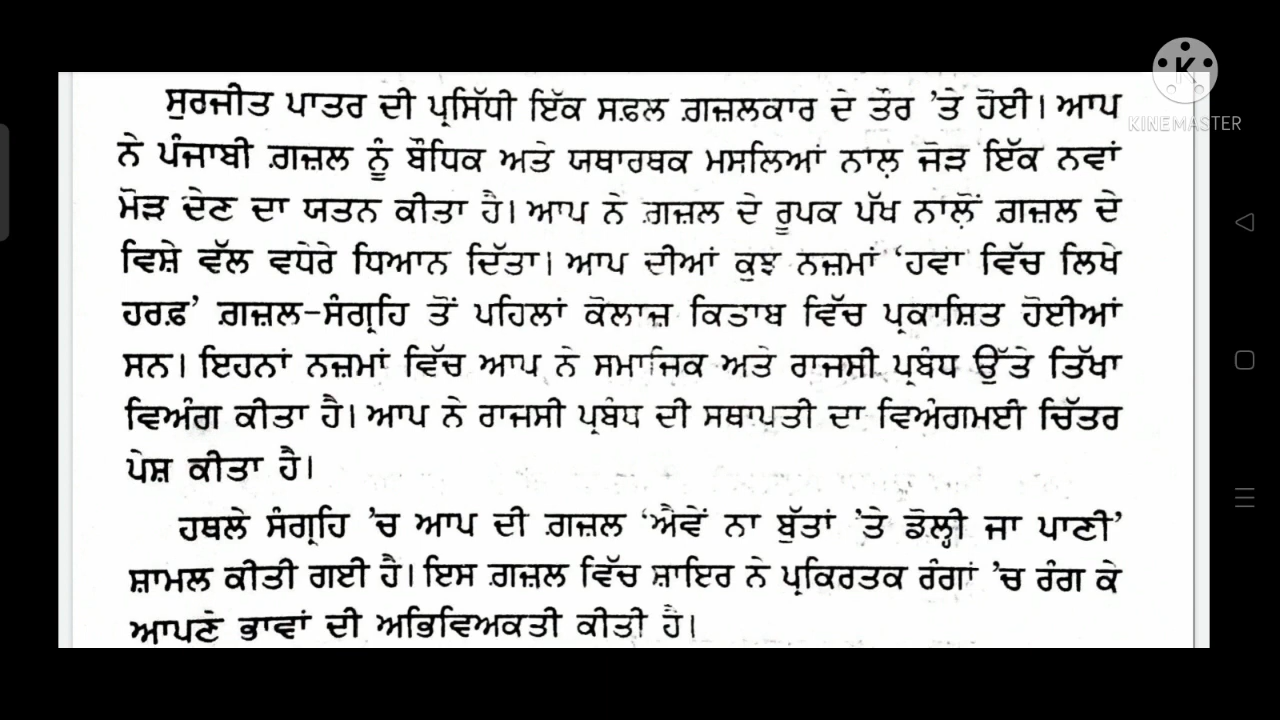 ਸੁਰਜੀਤ ਪਾਤਰ ਦੀ ਪ੍ਰਸਿੱਧੀ ਇੱਕ ਸਫ਼ਲ ਗ਼ਜ਼ਲਕਾਰ ਦੇ ਤੌਰ ’ਤੇ ਹੋਈ। ਆਪ
ਨੇ ਪੰਜਾਬੀ ਗ਼ਜ਼ਲ ਨੂੰ ਬੌਧਿਕ ਅਤੇ ਯਥਾਰਥਕ ਮਸਲਿਆਂ ਨਾਲ਼ ਜੋੜ ਇੱਕ ਨਵਾਂ
ਮੋੜ ਦੇਣ ਦਾ ਯਤਨ ਕੀਤਾ ਹੈ। ਆਪ ਨੇ ਗ਼ਜ਼ਲ ਦੇ ਰੂਪਕ ਪੱਖ ਨਾਲ਼ੋਂ ਗ਼ਜ਼ਲ ਦੇ
ਵਿਸ਼ੇ ਵੱਲ ਵਧੇਰੇ ਧਿਆਨ ਦਿੱਤਾ। ਆਪ ਦੀਆਂ ਕੁਝ ਨਜ਼ਮਾਂ ‘ਹਵਾ ਵਿੱਚ ਲਿਖੇ
ਹਰਫ਼’ ਗ਼ਜ਼ਲ-ਸੰਗ੍ਰਹਿ ਤੋਂ ਪਹਿਲਾਂ ਕੋਲਾਜ਼ ਕਿਤਾਬ ਵਿੱਚ ਪ੍ਰਕਾਸ਼ਿਤ ਹੋਈਆਂ
ਸਨ। ਇਹਨਾਂ ਨਜ਼ਮਾਂ ਵਿੱਚ ਆਪ ਨੇ ਸਮਾਜਿਕ ਅਤੇ ਰਾਜਸੀ ਪ੍ਰਬੰਧ ਉੱਤੇ ਤਿੱਖਾ
ਵਿਅੰਗ ਕੀਤਾ ਹੈ। ਆਪ ਨੇ ਰਾਜਸੀ ਪ੍ਰਬੰਧ ਦੀ ਸਥਾਪਤੀ ਦਾ ਵਿਅੰਗਮਈ ਚਿੱਤਰ
ਪੇਸ਼ ਕੀਤਾ ਹੈ।
ਹਥਲੇ ਸੰਗ੍ਰਹਿ ’ਚ ਆਪ ਦੀ ਗ਼ਜ਼ਲ ‘ਐਵੇਂ ਨਾ ਬੁੱਤਾਂ ’ਤੇ ਡੋਲ੍ਹੀ ਜਾ ਪਾਣੀ’
ਸ਼ਾਮਲ ਕੀਤੀ ਗਈ ਹੈ। ਇਸ ਗ਼ਜ਼ਲ ਵਿੱਚ ਸ਼ਾਇਰ ਨੇ ਪ੍ਰਕਿਰਤਕ ਰੰਗਾਂ ’ਚ ਰੰਗ ਕੇ
ਆਪਣੇ ਭਾਵਾਂ ਦੀ ਅਭਿਵਿਅਕਤੀ ਕੀਤੀ ਹੈ।
K
KINEMASTER